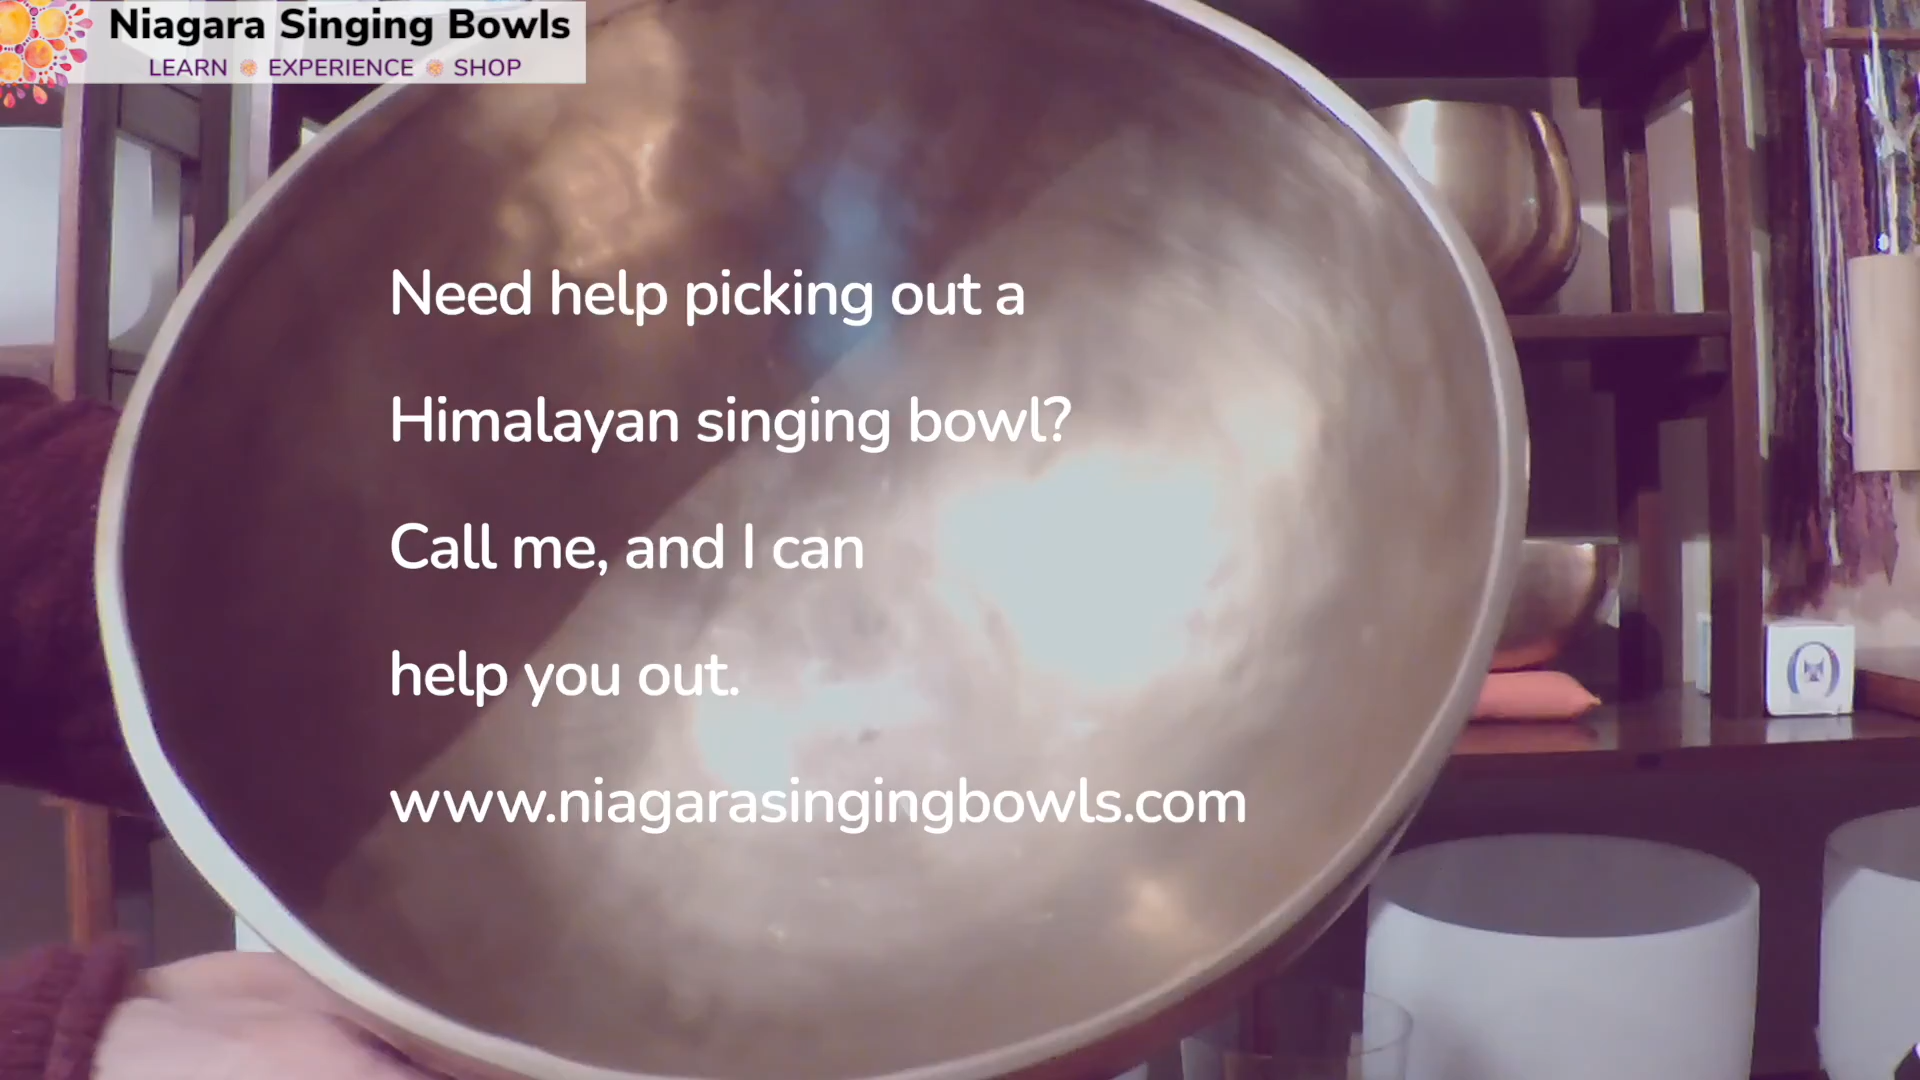 Niagara Singing Bowls
LEARN EXPERIENCE SHOP
Need help picking out a
Himalayan singing bowl?
Call me, and I can
help you out.
www.niagarasingingbowls.com